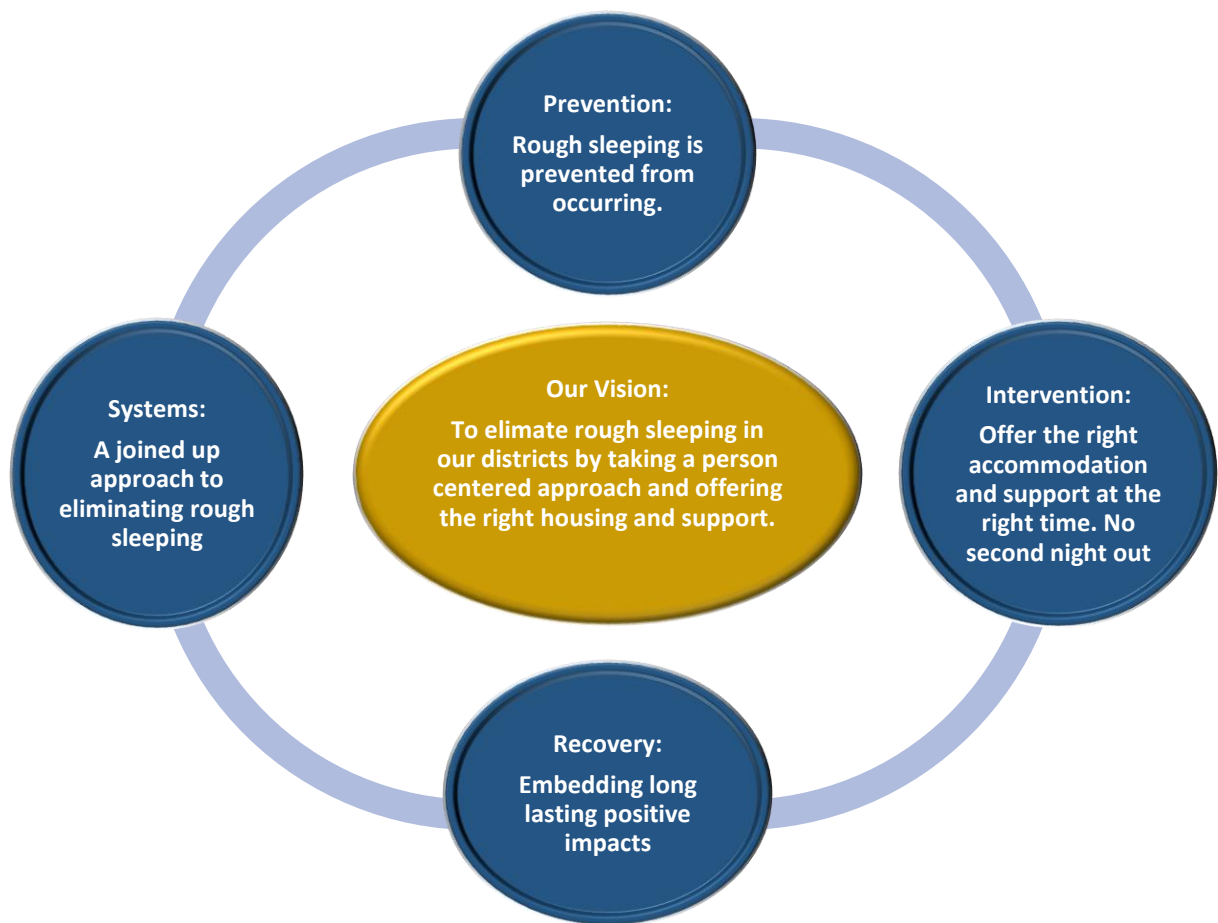 Prevention:
Rough sleeping is
prevented from
occurring.
Systems:
A joined up
approach to
eliminating rough
sleeping
Our Vision:
To elimate rough sleeping in
our districts by taking a person
centered approach and offering
the right housing and support.
Intervention:
Offer the right
accommodation
and support at the
right time. No
second night out
Recovery:
Embedding long
lasting positive
impacts